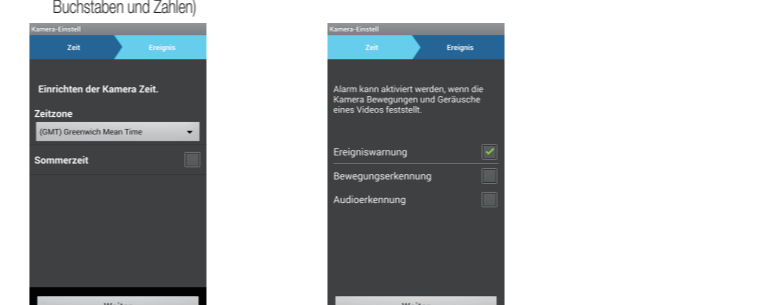 Buchstaben und Zahlen)
Kamera-Einstell
Zeit
Ereignis
Einrichten der Kamera Zeit.
Zeitzone
(GMT) Greenwich Mean Time
Sommerzeit
Kamera-Einstell
Zeit
Ereignis
Alarm kann aktiviert werden, wenn die
Kamera Bewegungen und Geräusche
eines Videos feststellt.
Ereigniswarnung
Bewegungserkennung
Audioerkennung